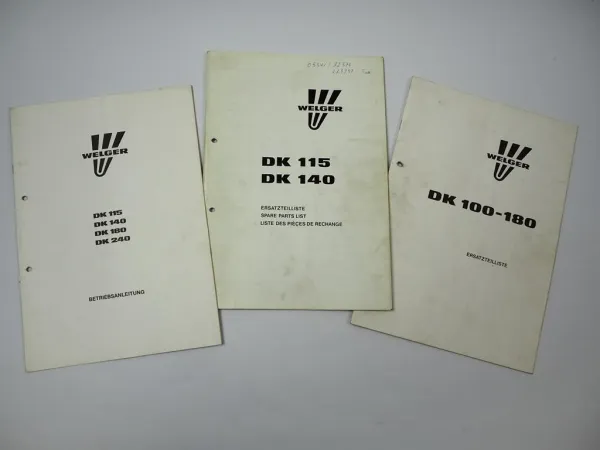 WELGER
DK 115
DK 140
DK 180
DK 240
BETRIEBSANLEITUNG
WELGER
DK 115
DK 140
ERSATZTEILLISTE
SPARE PARTS LIST
LISTE DES PIEÇES DE RECHANGE
WELGER
DK 100-180
ERSATZTEILLISTE